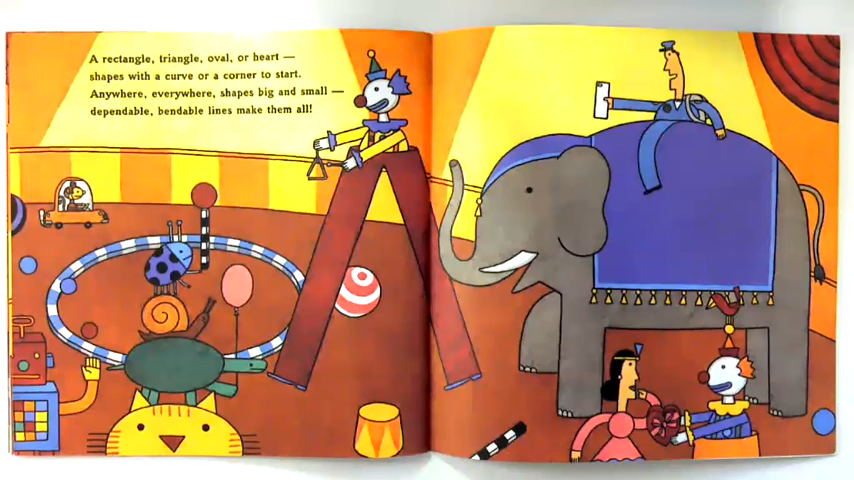 A rectangle, triangle, oval, or heart —
shapes with a curve or a corner to start.
Anywhere, everywhere, shapes big and small —
dependable, bendable lines make them all!